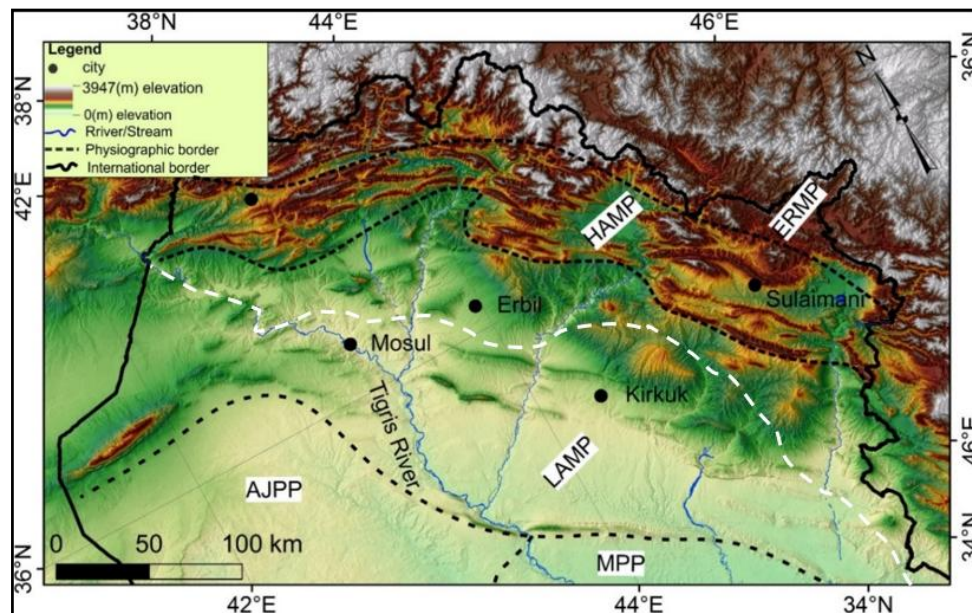 38°N
44°E
46°E
Legend
city
3947(m) elevation
0(m) elevation
Rriver/Stream
Physiographic border
International border
N
36°N
38°N
42°E
HAMP
ERMP
Sulaimani
Erbil
Mosul
Kirkuk
Tigris River
LAMP
AJPP
MPP
46°E
34°N
0 50 100 km
36°N
42°E
44°E
34°N